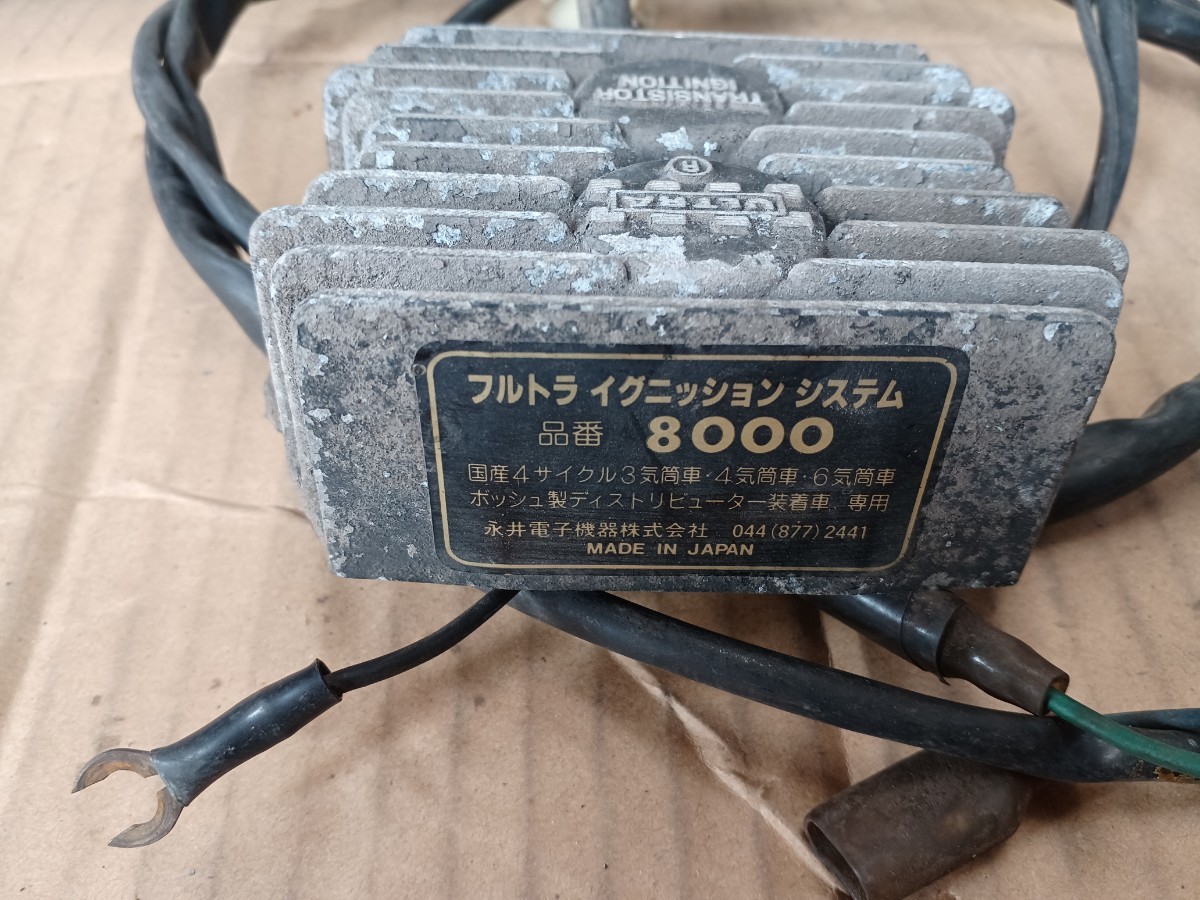 TRANSISTOR
IGNITION
ULTRA
®
フルトラ イグニッション システム
品番 8000
国産4サイクル3気筒車・4気筒車・6気筒車
ボッシュ製ディストリビューター装着車 専用
永井電子機器株式会社 044(877)2441
MADE IN JAPAN